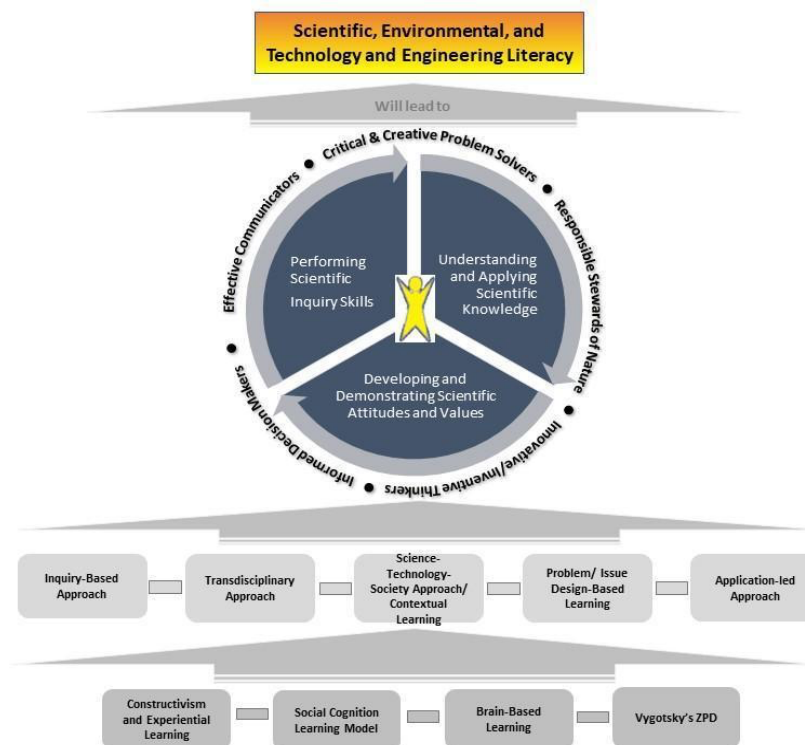 Scientific, Environmental, and
Technology and Engineering Literacy
Will lead to
Effective Communicators • Critical & Creative Problem Solvers • Responsible Stewards of Nature • Innovative/Inventive Thinkers • Informed Decision Makers •
Performing
Scientific
Inquiry Skills
Understanding
and Applying
Scientific
Knowledge
Developing and
Demonstrating Scientific
Attitudes and Values
Inquiry-Based
Approach
Transdisciplinary
Approach
Science-
Technology-
Society Approach/
Contextual
Learning
Problem/ Issue
Design-Based
Learning
Application-led
Approach
Constructivism
and Experiential
Learning
Social Cognition
Learning Model
Brain-Based
Learning
Vygotsky's ZPD